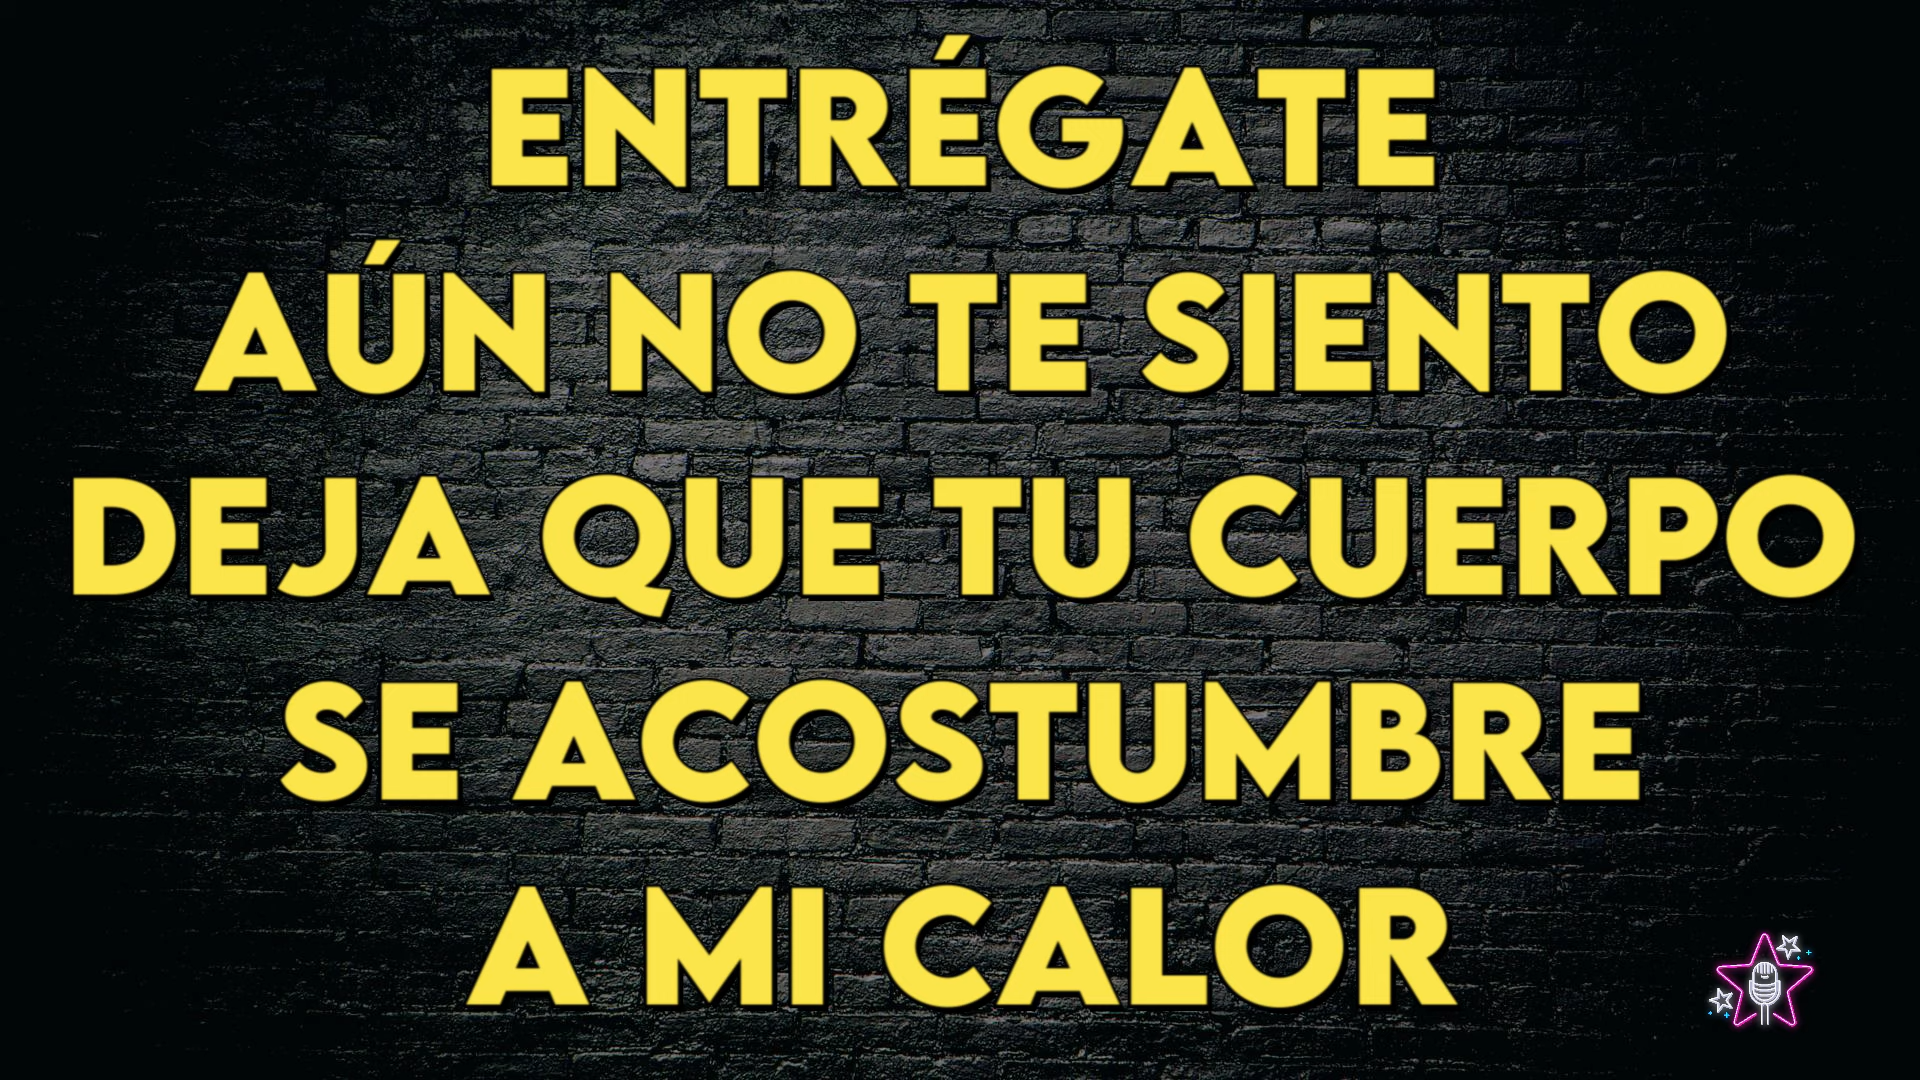 ENTRÉGATE
AÚN NO TE SIENTO
DEJA QUE TU CUERPO
SE ACOSTUMBRE
A MI CALOR